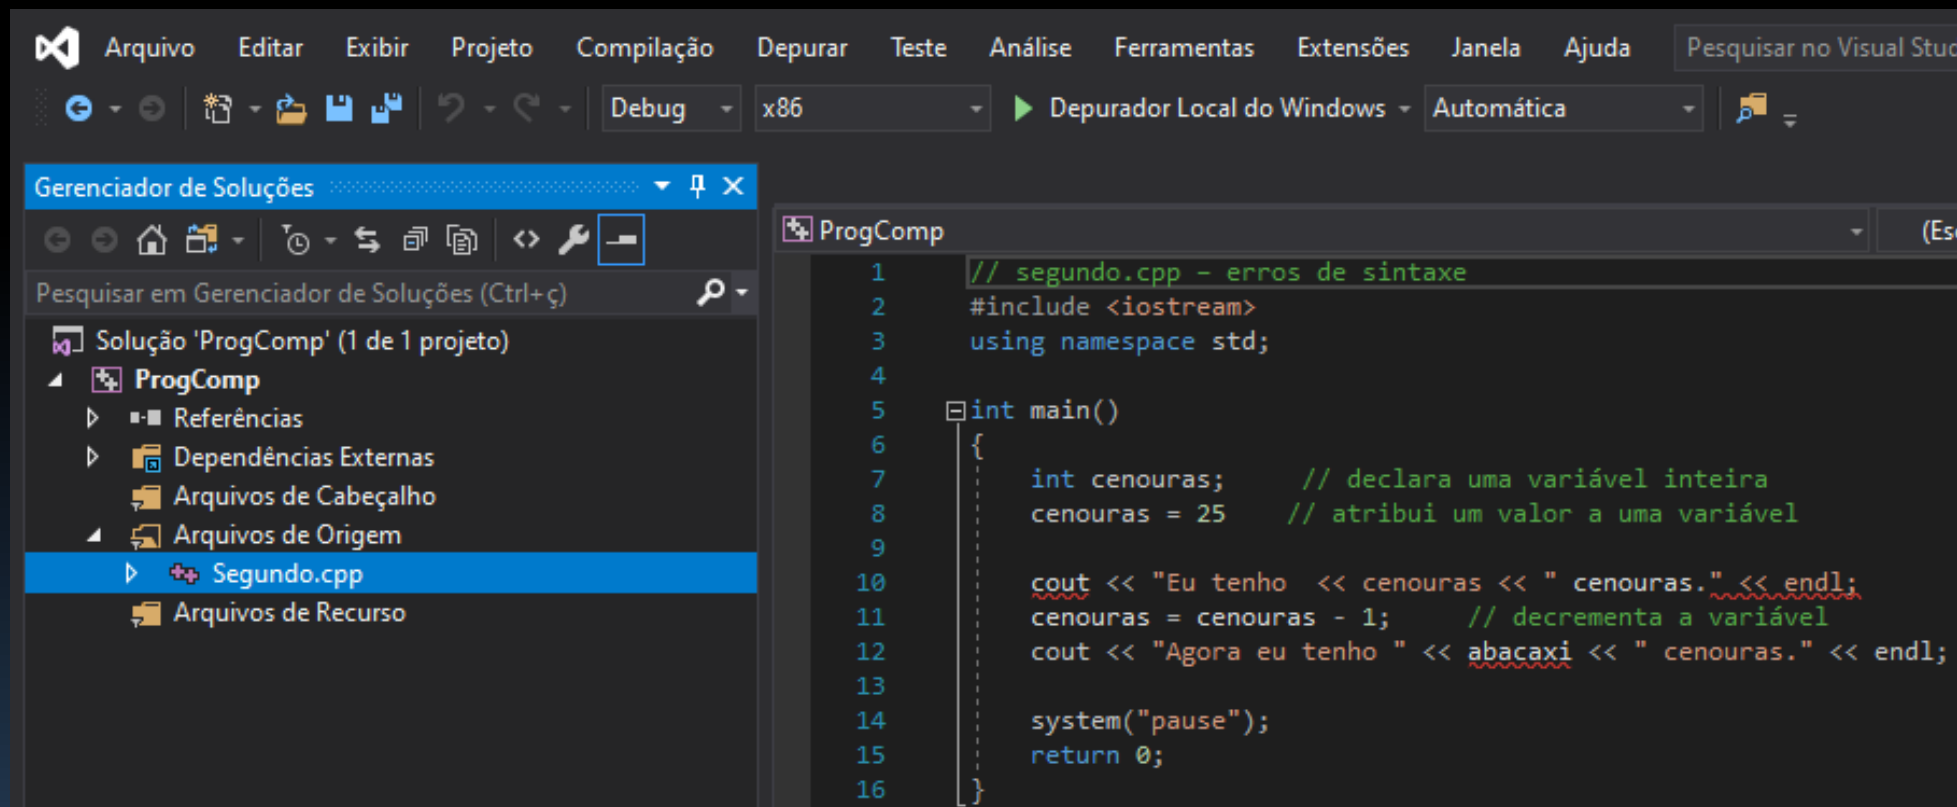 Arquivo Editar Exibir Projeto Compilação Depurar Teste Análise Ferramentas Extensões Janela Ajuda Pesquisar no Visual
Debug x86 Depurador Local do Windows Automática
Gerenciador de Soluções
Pesquisar em Gerenciador de Soluções (Ctrl+ç)
Solução 'ProgComp' (1 de 1 projeto)
ProgComp
Referências
Dependências Externas
Arquivos de Cabeçalho
Arquivos de Origem
Segundo.cpp
Arquivos de Recurso
ProgComp
1 // segundo.cpp – erros de sintaxe
2 #include <iostream>
3 using namespace std;
4
5 int main()
6 {
7 int cenouras; // declara uma variável inteira
8 cenouras = 25 // atribui um valor a uma variável
9
10 cout << "Eu tenho  << cenouras << " cenouras." << endl;
11 cenouras = cenouras - 1; // decrementa a variável
12 cout << "Agora eu tenho " << abacaxi << " cenouras." << endl;
13
14 system("pause");
15 return 0;
16 }